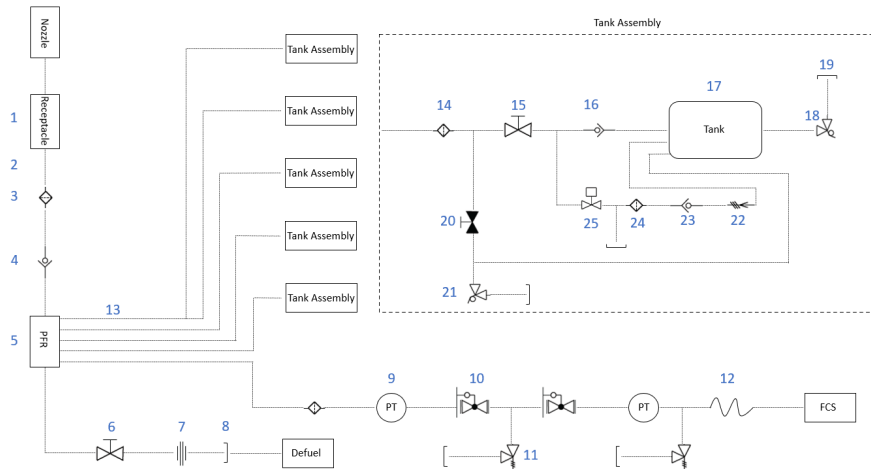 Nozzle
Tank Assembly
Tank Assembly
1
Receptacle
2
3
4
Tank Assembly
Tank Assembly
Tank Assembly
Tank Assembly
13
5
PFR
6
7
8
Defuel
9
PT
10
11
PT
12
FCS
14
15
16
17
Tank
18
19
20
21
22
23
24
25